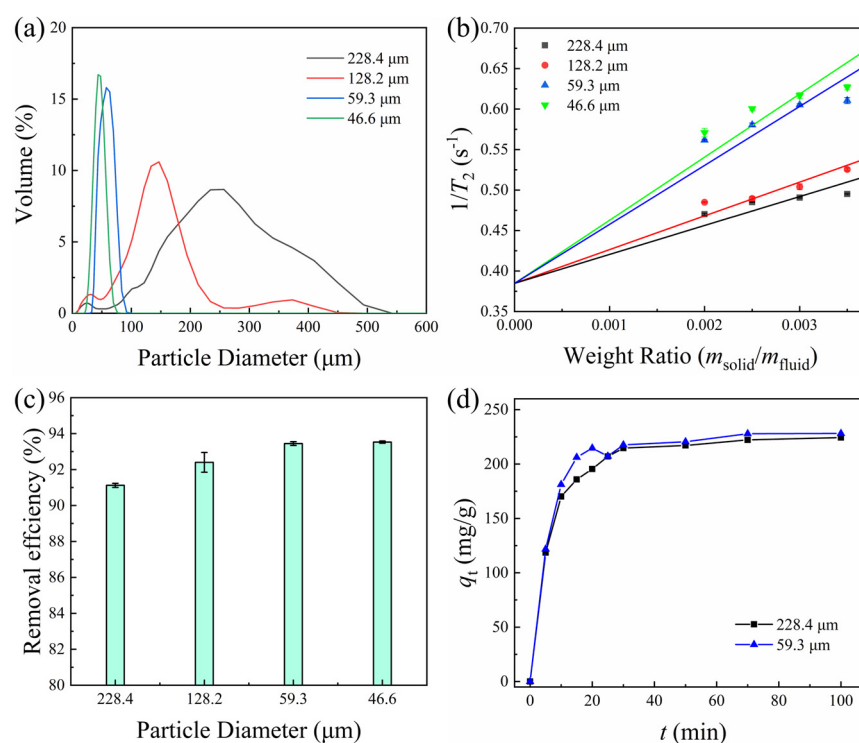 (a)
20
15
10
5
0
Volume (%)
228.4 μm
128.2 μm
59.3 μm
46.6 μm
0 100 200 300 400 500 600
Particle Diameter (μm)
(b)
0.70
0.65
0.60
0.55
0.50
0.45
0.40
0.35
1/T2 (s-1)
228.4 μm
128.2 μm
59.3 μm
46.6 μm
0.000 0.001 0.002 0.003
Weight Ratio (msolid/mfluid)
(c)
96
94
92
90
88
86
84
82
80
Removal effciency (%)
228.4 128.2 59.3 46.6
Particle Diameter (μm)
(d)
250
200
150
100
50
0
qt (mg/g)
228.4 μm
59.3 μm
0 20 40 60 80 100
t (min)